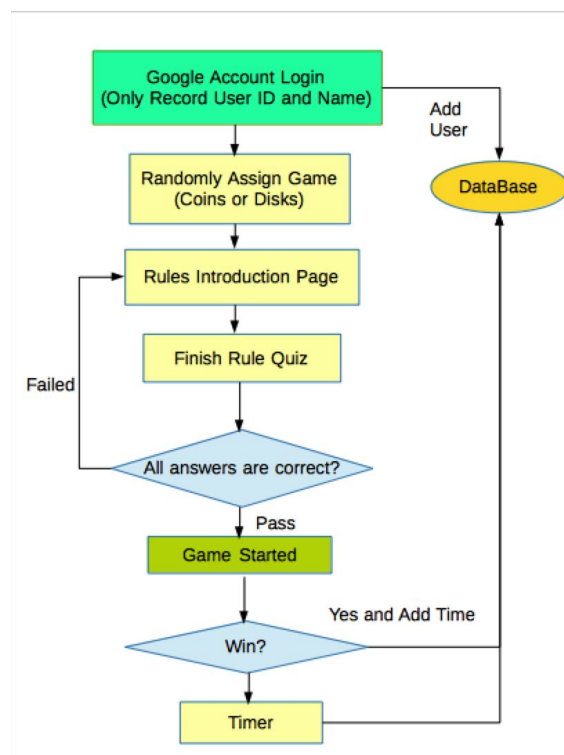 Google Account Login
(Only Record User ID and Name)
Add
User
Randomly Assign Game
(Coins or Disks)
DataBase
Rules Introduction Page
Finish Rule Quiz
Failed
All answers are correct?
Pass
Game Started
Yes and Add Time
Win?
Timer